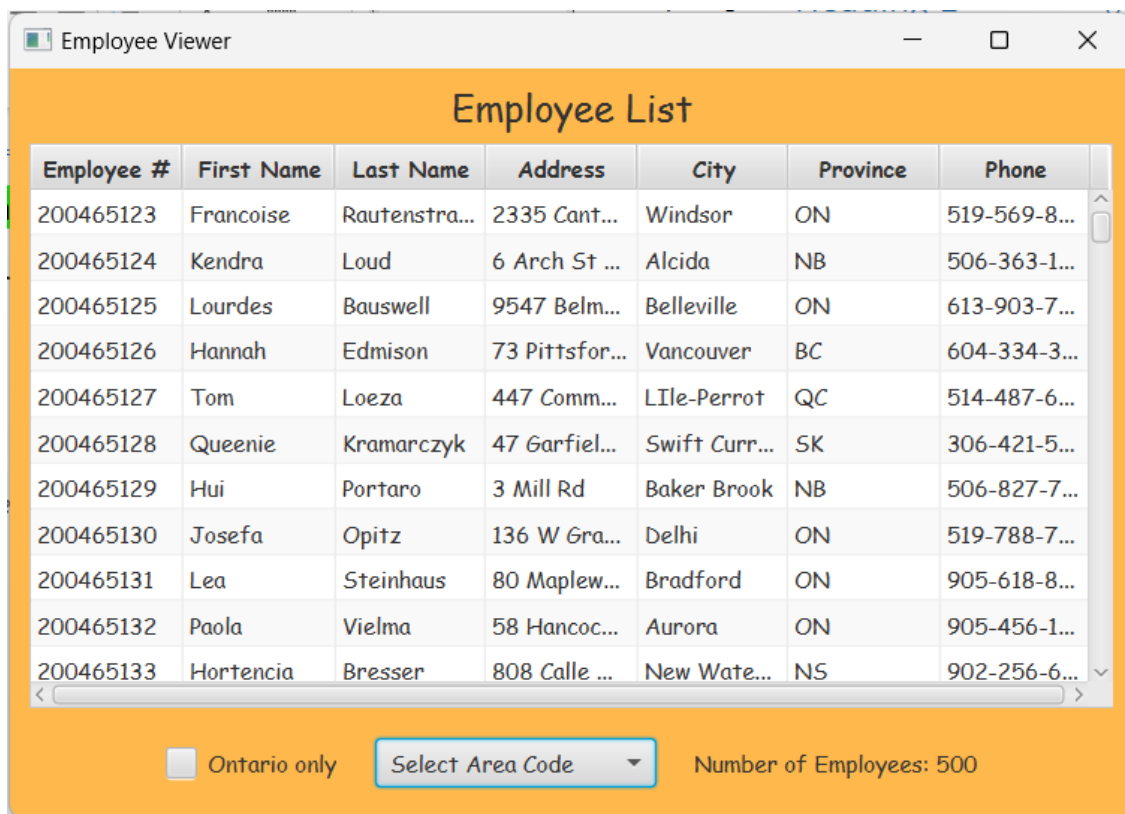 Employee Viewer
Employee List
Employee # First Name Last Name Address City Province Phone
200465123 Francoise Rautenstra... 2335 Cant... Windsor ON 519-569-8...
200465124 Kendra Loud 6 Arch St ... Alcida NB 506-363-1...
200465125 Lourdes Bauswell 9547 Belm... Belleville ON 613-903-7...
200465126 Hannah Edmison 73 Pittsfor... Vancouver BC 604-334-3...
200465127 Tom Loeza 447 Comm... LIle-Perrot QC 514-487-6...
200465128 Queenie Kramarczyk 47 Garfiel... Swift Curr... SK 306-421-5...
200465129 Hui Portaro 3 Mill Rd Baker Brook NB 506-827-7...
200465130 Josefa Opitz 136 W Gra... Delhi ON 519-788-7...
200465131 Lea Steinhaus 80 Maplew... Bradford ON 905-618-8...
200465132 Paola Vielma 58 Hancoc... Aurora ON 905-456-1...
200465133 Hortencia Bresser 808 Calle ... New Wate... NS 902-256-6...
Ontario only Select Area Code Number of Employees: 500